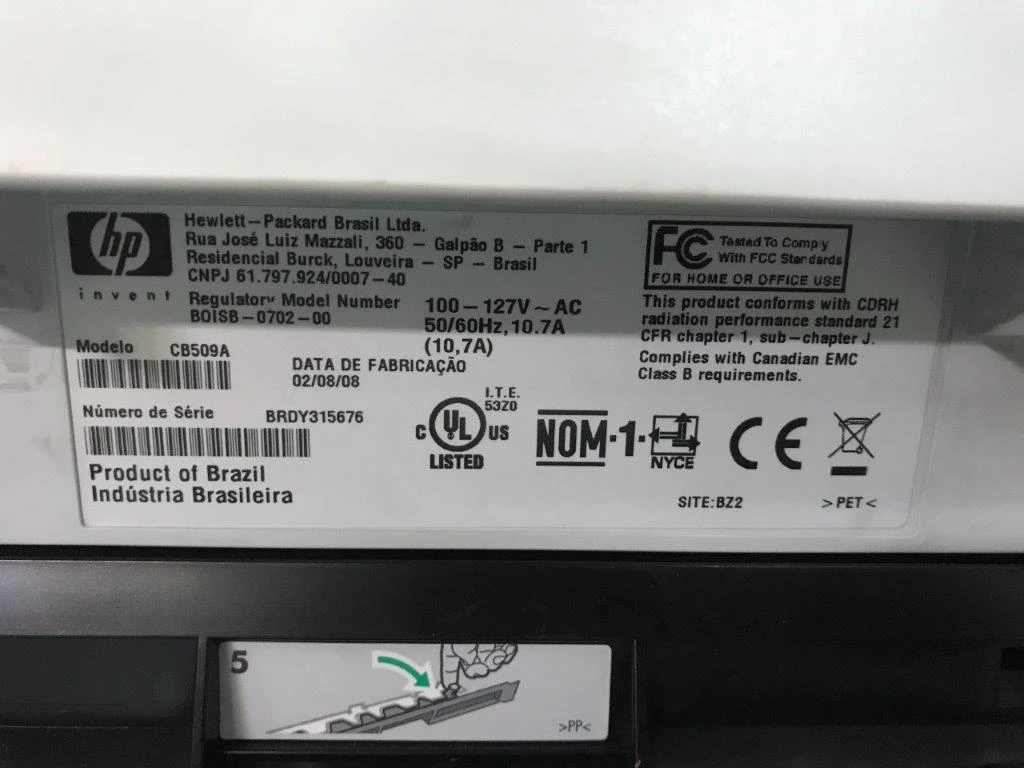 hp
invent
Hewlett-Packard Brasil Ltda.
Rua José Luiz Mazzali, 360 - Galpão B - Parte 1
Residencial Burck, Louveira - SP - Brasil
CNPJ 61.797.924/0007-40
Regulatory Model Number
BOISB-0702-00
100-127V~AC
50/60Hz, 10.7A
(10,7A)
Modelo CB509A
DATA DE FABRICAÇÃO
02/08/08
Número de Série BRDY315676
Product of Brazil
Indústria Brasileira
I.T.E.
53Z0
C UL US
LISTED
FC Tested To Comply
With FCC Standards
FOR HOME OR OFFICE USE
This product conforms with CDRH
radiation performance standard 21
CFR chapter 1, sub-chapter J.
Complies with Canadian EMC
Class B requirements.
NOM-1-
NYCE
CE
SITE:BZ2
>PET<
5
>PP<